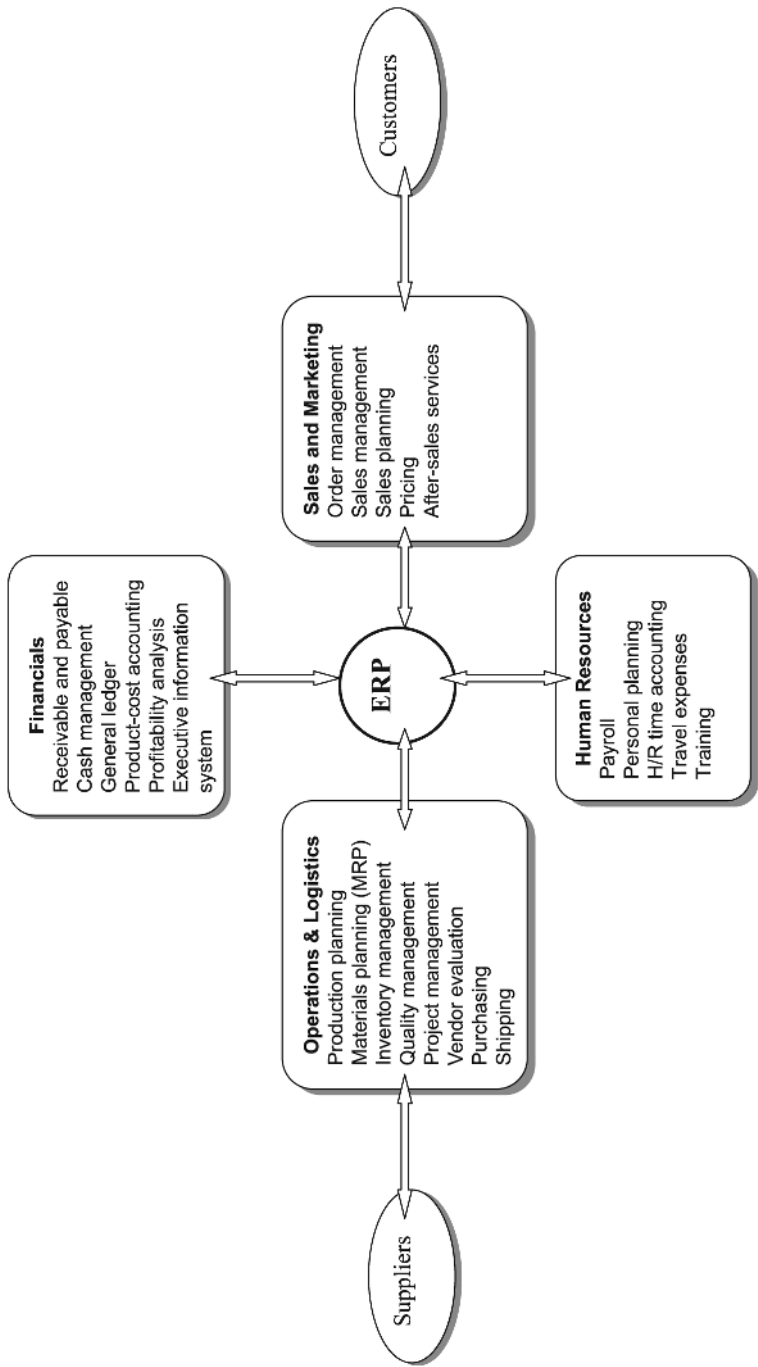 Financials
Receivable and payable
Cash management
General ledger
Product-cost accounting
Profitability analysis
Executive information
system
Suppliers
Operations & Logistics
Production planning
Materials planning (MRP)
Inventory management
Quality management
Project management
Vendor evaluation
Purchasing
Shipping
ERP
Sales and Marketing
Order management
Sales management
Sales planning
Pricing
After-sales services
Customers
Human Resources
Payroll
Personal planning
H/R time accounting
Travel expenses
Training